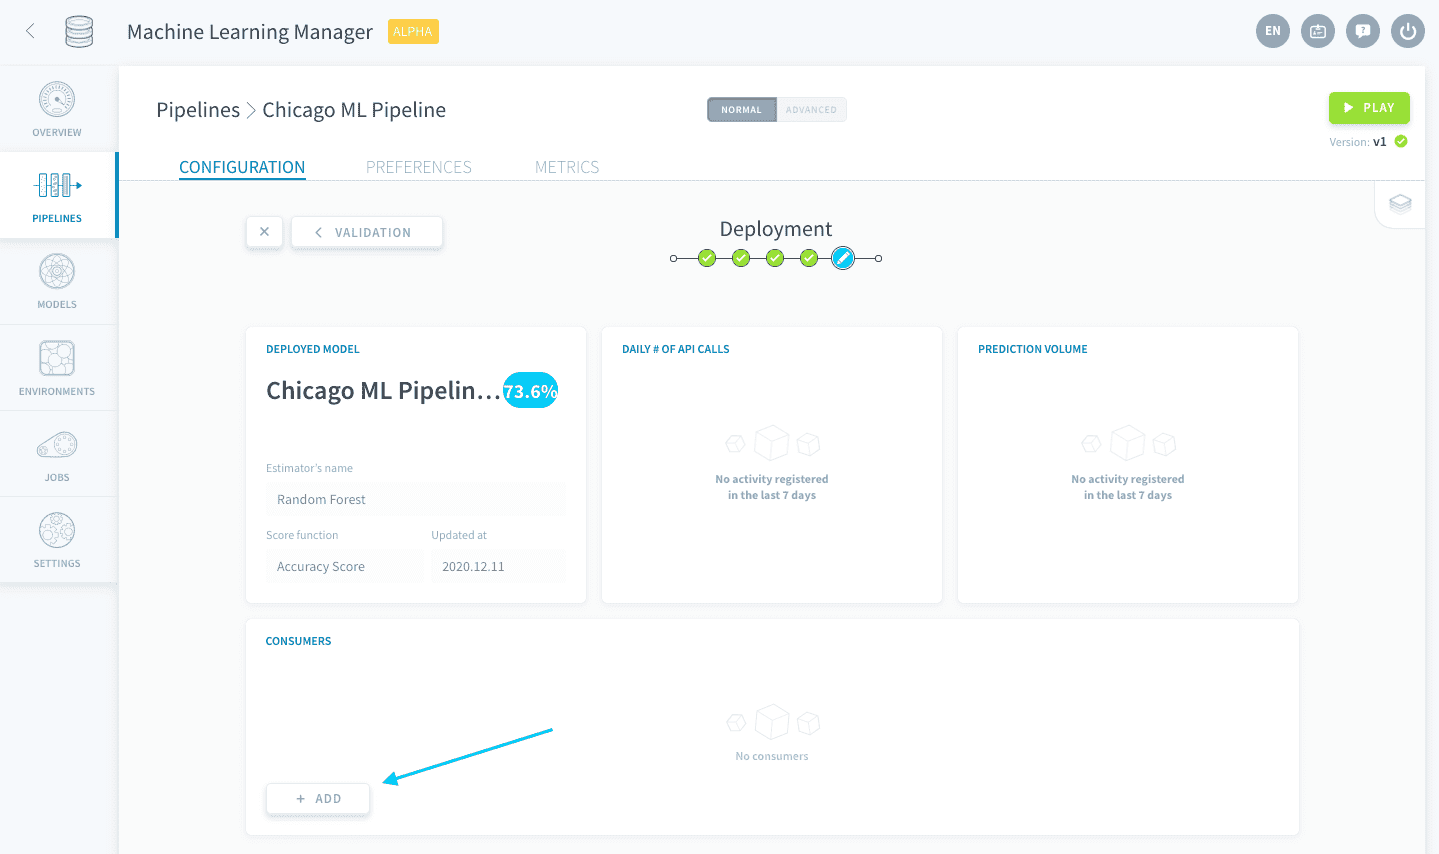 Machine Learning Manager
ALPHA
EN
OVERVIEW
PIPELINES
MODELS
ENVIRONMENTS
JOBS
SETTINGS
Pipelines > Chicago ML Pipeline
NORMAL
ADVANCED
PLAY
Version: v1
CONFIGURATION
PREFERENCES
METRICS
VALIDATION
Deployment
DEPLOYED MODEL
Chicago ML Pipelin... 73.6%
Estimator's name
Random Forest
Score function
Updated at
Accuracy Score
2020.12.11
DAILY # OF API CALLS
No activity registered
in the last 7 days
PREDICTION VOLUME
No activity registered
in the last 7 days
CONSUMERS
No consumers
+ ADD